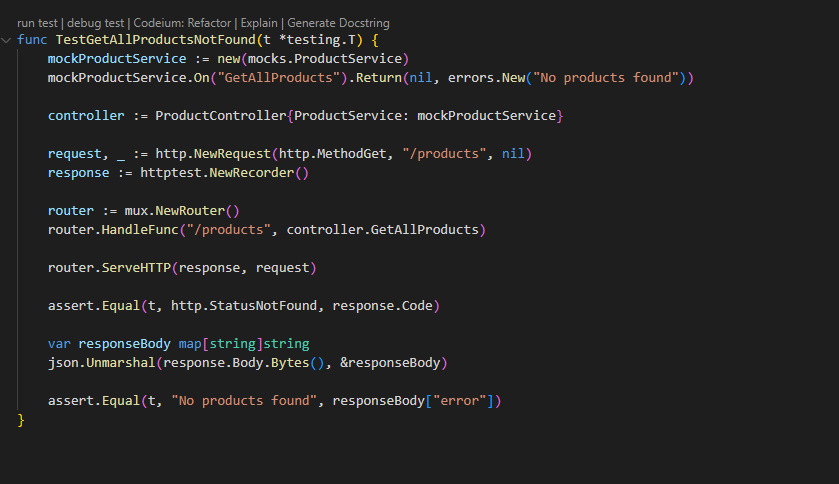 run test | debug test | Codeium: Refactor | Explain | Generate Docstring
func TestGetAllProductsNotFound(t *testing.T) {
    mockProductService := new(mocks.ProductService)
    mockProductService.On("GetAllProducts").Return(nil, errors.New("No products found"))

    controller := ProductController{ProductService: mockProductService}

    request, _ := http.NewRequest(http.MethodGet, "/products", nil)
    response := httptest.NewRecorder()

    router := mux.NewRouter()
    router.HandleFunc("/products", controller.GetAllProducts)

    router.ServeHTTP(response, request)

    assert.Equal(t, http.StatusNotFound, response.Code)

    var responseBody map[string]string
    json.Unmarshal(response.Body.Bytes(), &responseBody)

    assert.Equal(t, "No products found", responseBody["error"])
}